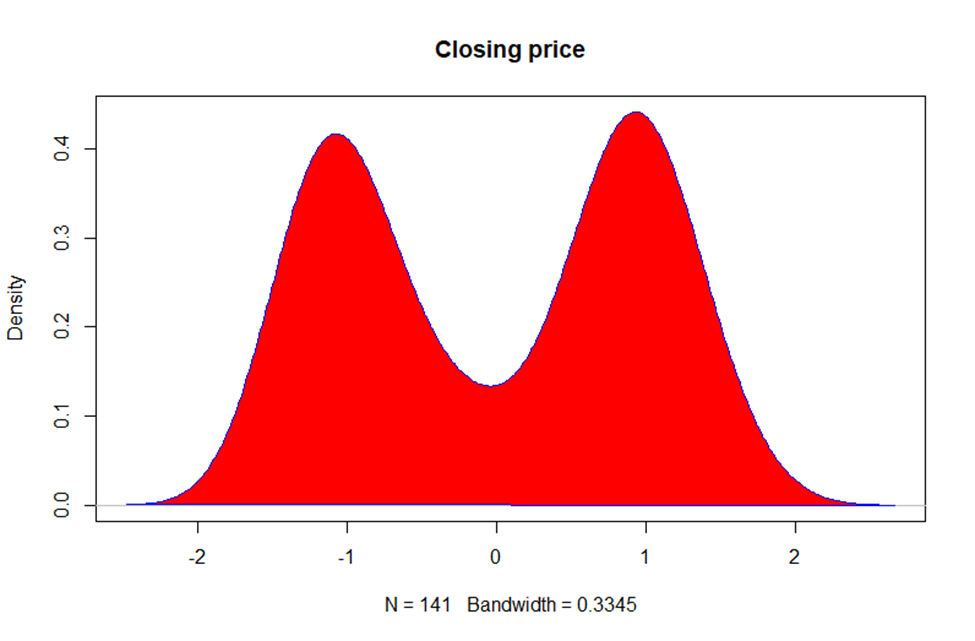 Closing price
Density
0.4
0.3
0.2
0.1
0.0
-2 -1 0 1 2
N = 141 Bandwidth = 0.3345